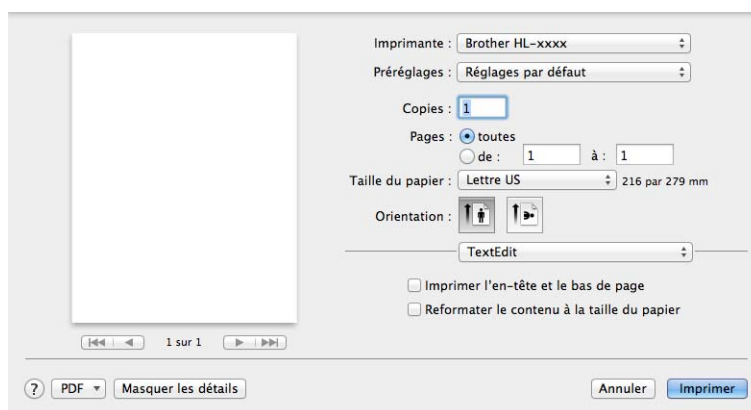 Imprimante : Brother HL-xxxx
Préréglages : Réglages par défaut
Copies : 1
Pages : toutes
de : 1 à : 1
Taille du papier : Lettre US 216 par 279 mm
Orientation :
TextEdit
Imprimer l'en-tête et le bas de page
Reformater le contenu à la taille du papier
1 sur 1
? PDF Masquer les détails Annuler Imprimer